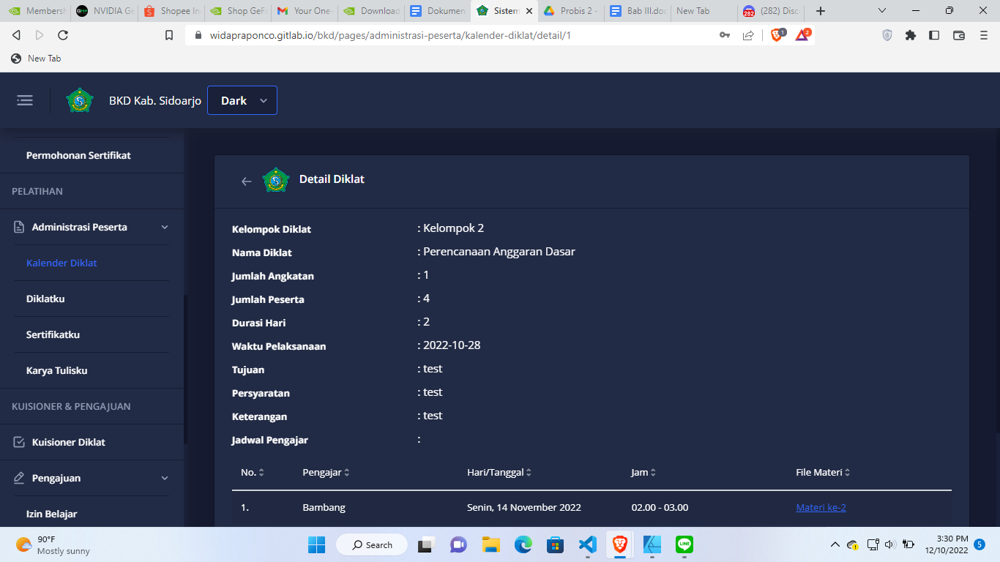 Membersh
NVIDIA Ge
Shopee In
Shop GeF
Your One-
Download
Dokumen
Sistem
Probis 2 -
Bab III.doc
New Tab
(282) Disc
widapraponco.gitlab.io/bkd/pages/administrasi-peserta/kalender-diklat/detail/1
1
2
New Tab
BKD Kab. Sidoarjo
Dark
Permohonan Sertifikat
PELATIHAN
Administrasi Peserta
Kalender Diklat
Diklatku
Sertifikatku
Karya Tulisku
KUISIONER & PENGAJUAN
Kuisioner Diklat
Pengajuan
Izin Belajar
Detail Diklat
Kelompok Diklat : Kelompok 2
Nama Diklat : Perencanaan Anggaran Dasar
Jumlah Angkatan : 1
Jumlah Peserta : 4
Durasi Hari : 2
Waktu Pelaksanaan : 2022-10-28
Tujuan : test
Persyaratan : test
Keterangan : test
Jadwal Pengajar :
No. Pengajar Hari/Tanggal Jam File Materi
1. Bambang Senin, 14 November 2022 02.00 - 03.00 Materi ke-2
90°F
Mostly sunny
Search
LINE
3:30 PM
12/10/2022
5